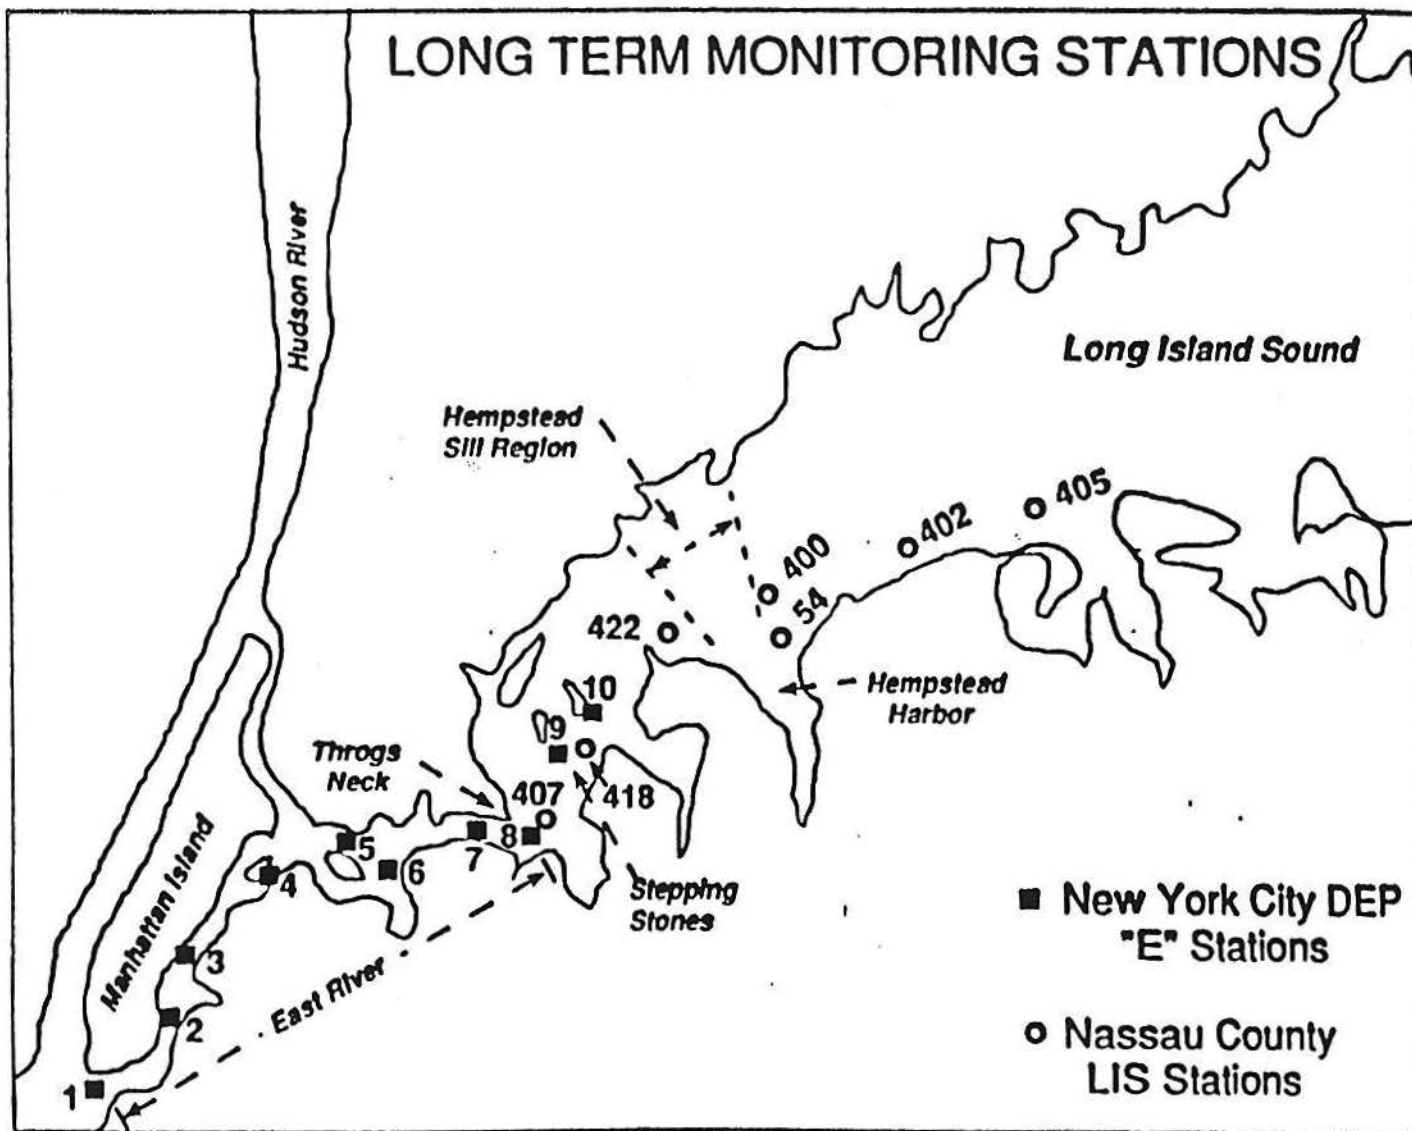 LONG TERM MONITORING STATIONS
Hudson River
Long Island Sound
Hempstead
Sill Region
405
402
400
54
422
Hempstead
Harbor
10
9
Throgs
Neck
407
418
5
7
8
6
4
Stepping
Stones
Manhattan Island
3
East River
2
1
New York City DEP
"E" Stations
Nassau County
LIS Stations